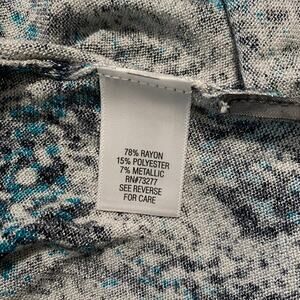 78% RAYON
15% POLYESTER
7% METALLIC
RN#73277
SEE REVERSE
FOR CARE